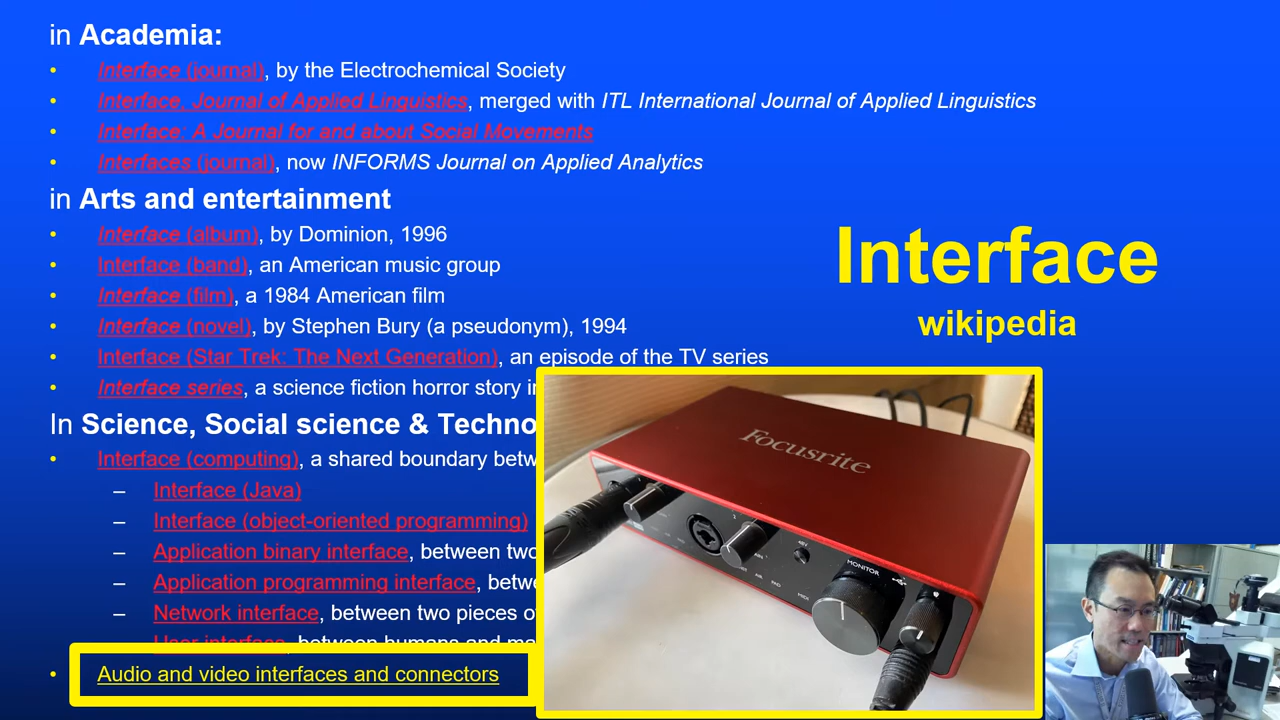 in Academia:
• Interface (journal), by the Electrochemical Society
• Interface, Journal of Applied Linguistics, merged with ITL International Journal of Applied Linguistics
• Interface: A Journal for and about Social Movements
• Interfaces (journal), now INFORMS Journal on Applied Analytics
in Arts and entertainment
• Interface (album), by Dominion, 1996
• Interface (band), an American music group
• Interface (film), a 1984 American film
• Interface (novel), by Stephen Bury (a pseudonym), 1994
• Interface (Star Trek: The Next Generation), an episode of the TV series
• Interface series, a science fiction horror story
In Science, Social science & Techno
• Interface (computing), a shared boundary betw
– Interface (Java)
– Interface (object-oriented programming)
– Application binary interface, between two
– Application programming interface, betw
– Network interface, between two pieces o
User interface, between humans and ma
• Audio and video interfaces and connectors
Interface
wikipedia
Focusrite
48V
MONITOR